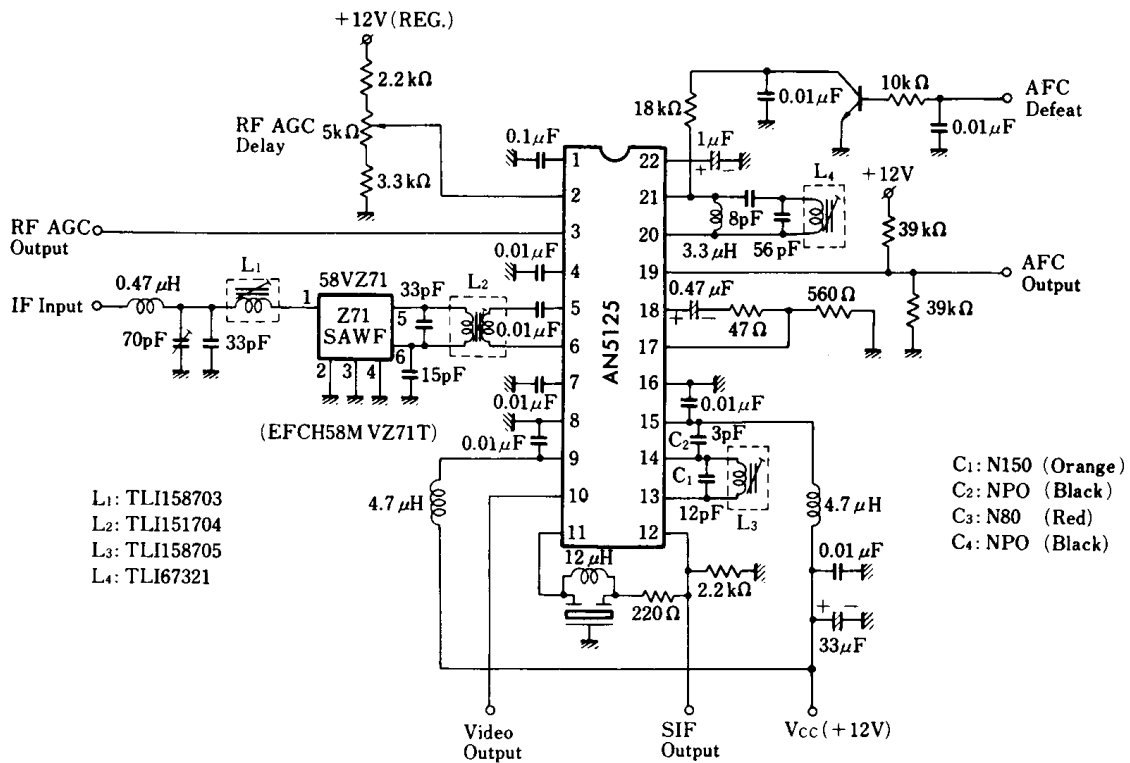 +12V (REG.)
2.2kΩ
RF AGC
Delay
5kΩ
3.3kΩ
RF AGC
Output
0.1μF
0.01μF
18kΩ
0.01μF
10kΩ
AFC
Defeat
0.01μF
1μF
+ −
L4
8pF
3.3μH
56pF
+12V
39kΩ
AFC
Output
39kΩ
IF Input
0.47μH
L1
70pF
33pF
1
58VZ71
Z71
SAWF
5
6
2 3 4
33pF
L2
0.01μF
15pF
(EFCH58MVZ71T)
0.01μF
0.01μF
AN5125
1
2
3
4
5
6
7
8
9
10
11
22
21
20
19
18
17
16
15
14
13
12
0.47μF
+ −
47Ω
560Ω
0.01μF
C2
3pF
C1
12pF
L3
4.7μH
4.7μH
12μH
220Ω
2.2kΩ
0.01μF
+ −
33μF
Video
Output
SIF
Output
Vcc (+12V)
L1: TLI158703
L2: TLI151704
L3: TLI158705
L4: TLI67321
C1: N150 (Orange)
C2: NPO (Black)
C3: N80 (Red)
C4: NPO (Black)